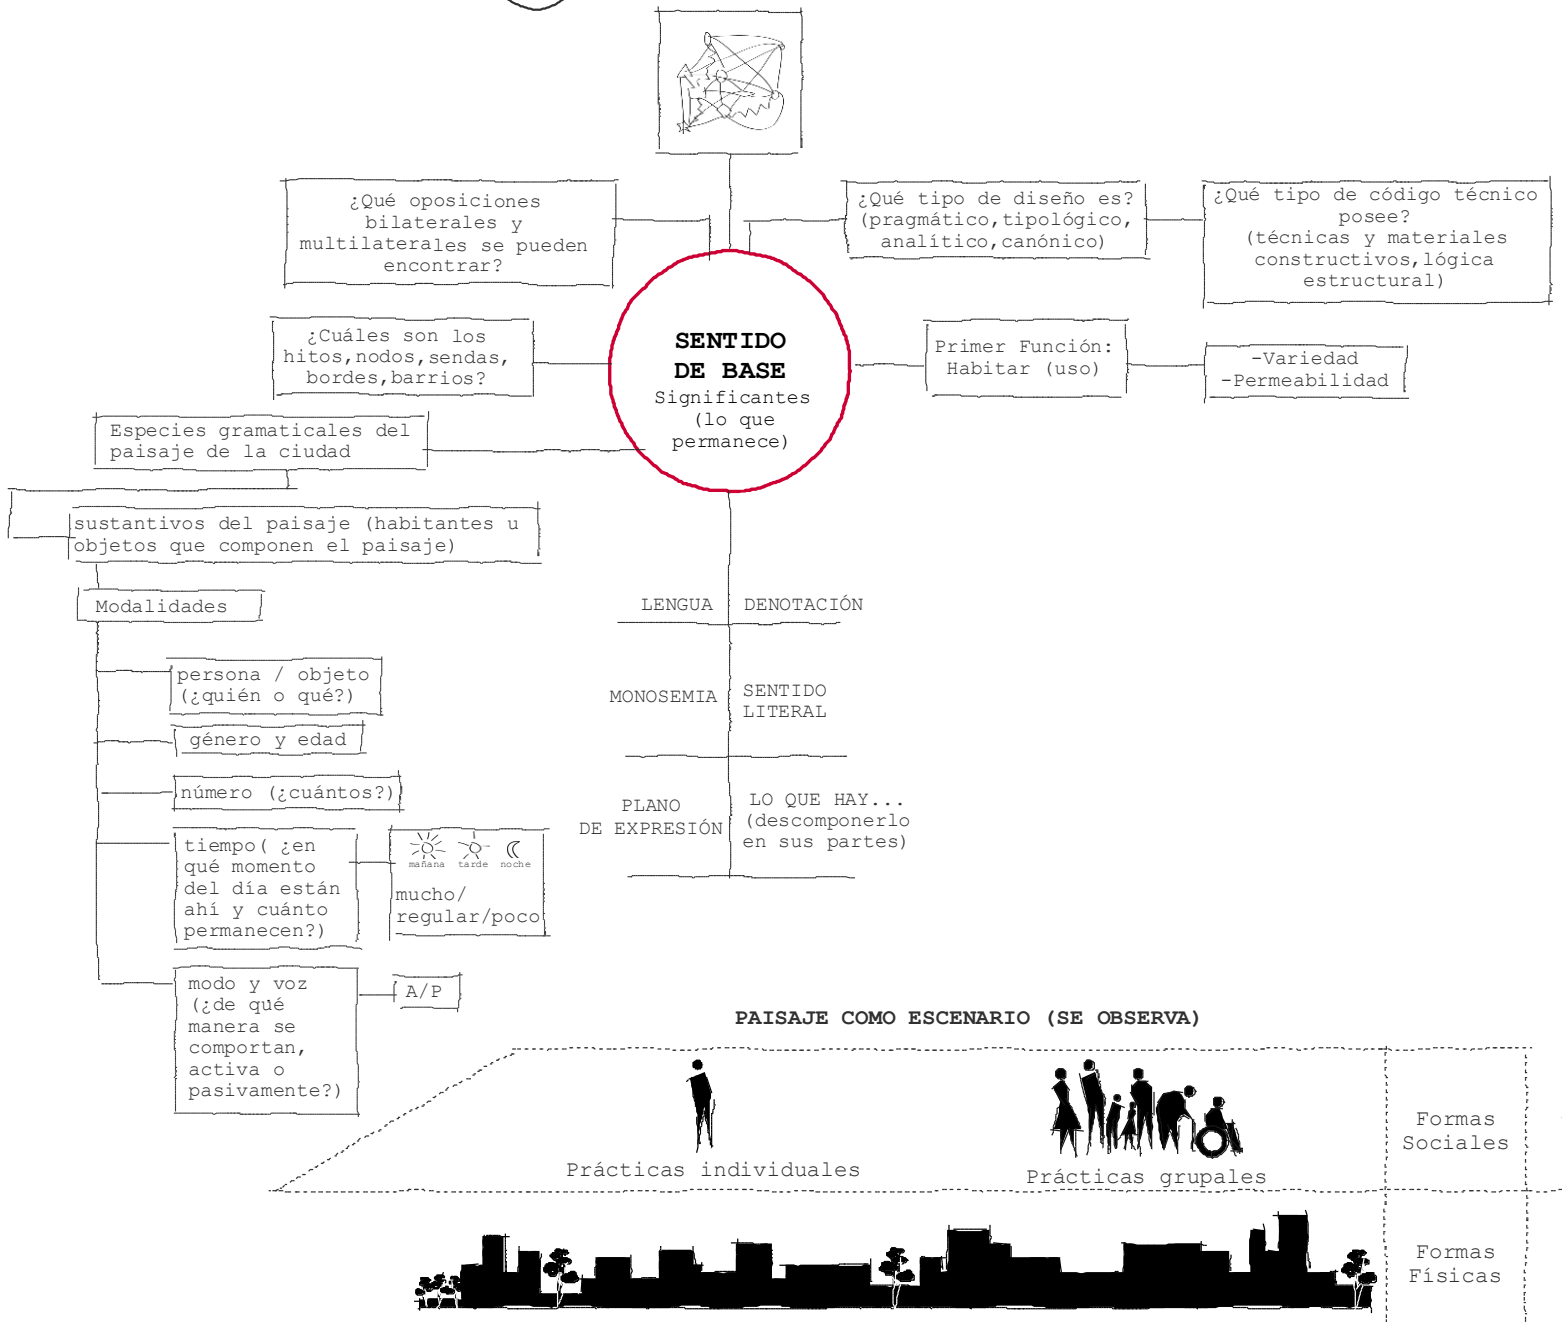 ¿Qué oposiciones
bilaterales y
multilaterales se pueden
encontrar?
¿Qué tipo de diseño es?
(pragmático,tipológico,
analítico,canónico)
¿Qué tipo de código técnico
posee?
(técnicas y materiales
constructivos,lógica
estructural)
¿Cuáles son los
hitos,nodos,sendas,
bordes,barrios?
SENTIDO
DE BASE
Significantes
(lo que
permanece)
Primer Función:
Habitar (uso)
-Variedad
-Permeabilidad
Especies gramaticales del
paisaje de la ciudad
sustantivos del paisaje (habitantes u
objetos que componen el paisaje)
Modalidades
persona / objeto
(¿quién o qué?)
género y edad
número (¿cuántos?)
tiempo( ¿en
qué momento
del día están
ahí y cuánto
permanecen?)
mañana tarde noche
mucho/
regular/poco
modo y voz
(¿de qué
manera se
comportan,
activa o
pasivamente?)
A/P
LENGUA
DENOTACIÓN
MONOSEMIA
SENTIDO
LITERAL
PLANO
DE EXPRESIÓN
LO QUE HAY...
(descomponerlo
en sus partes)
PAISAJE COMO ESCENARIO (SE OBSERVA)
Prácticas individuales
Prácticas grupales
Formas
Sociales
Formas
Físicas